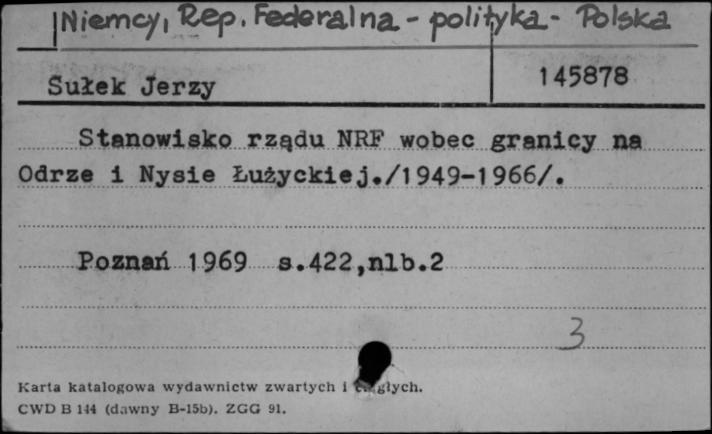 Niemcy, Rep. Federalna - polityka - Polska
Sułek Jerzy 145878
Stanowisko rządu NRF wobec granicy na
Odrze i Nysie Łużyckiej./1949-1966/.
Poznań 1969 s.422,nlb.2
3
Karta katalogowa wydawnictw zwartych i głych.
CWD B 144 (dawny B-15b). ZGG 91.